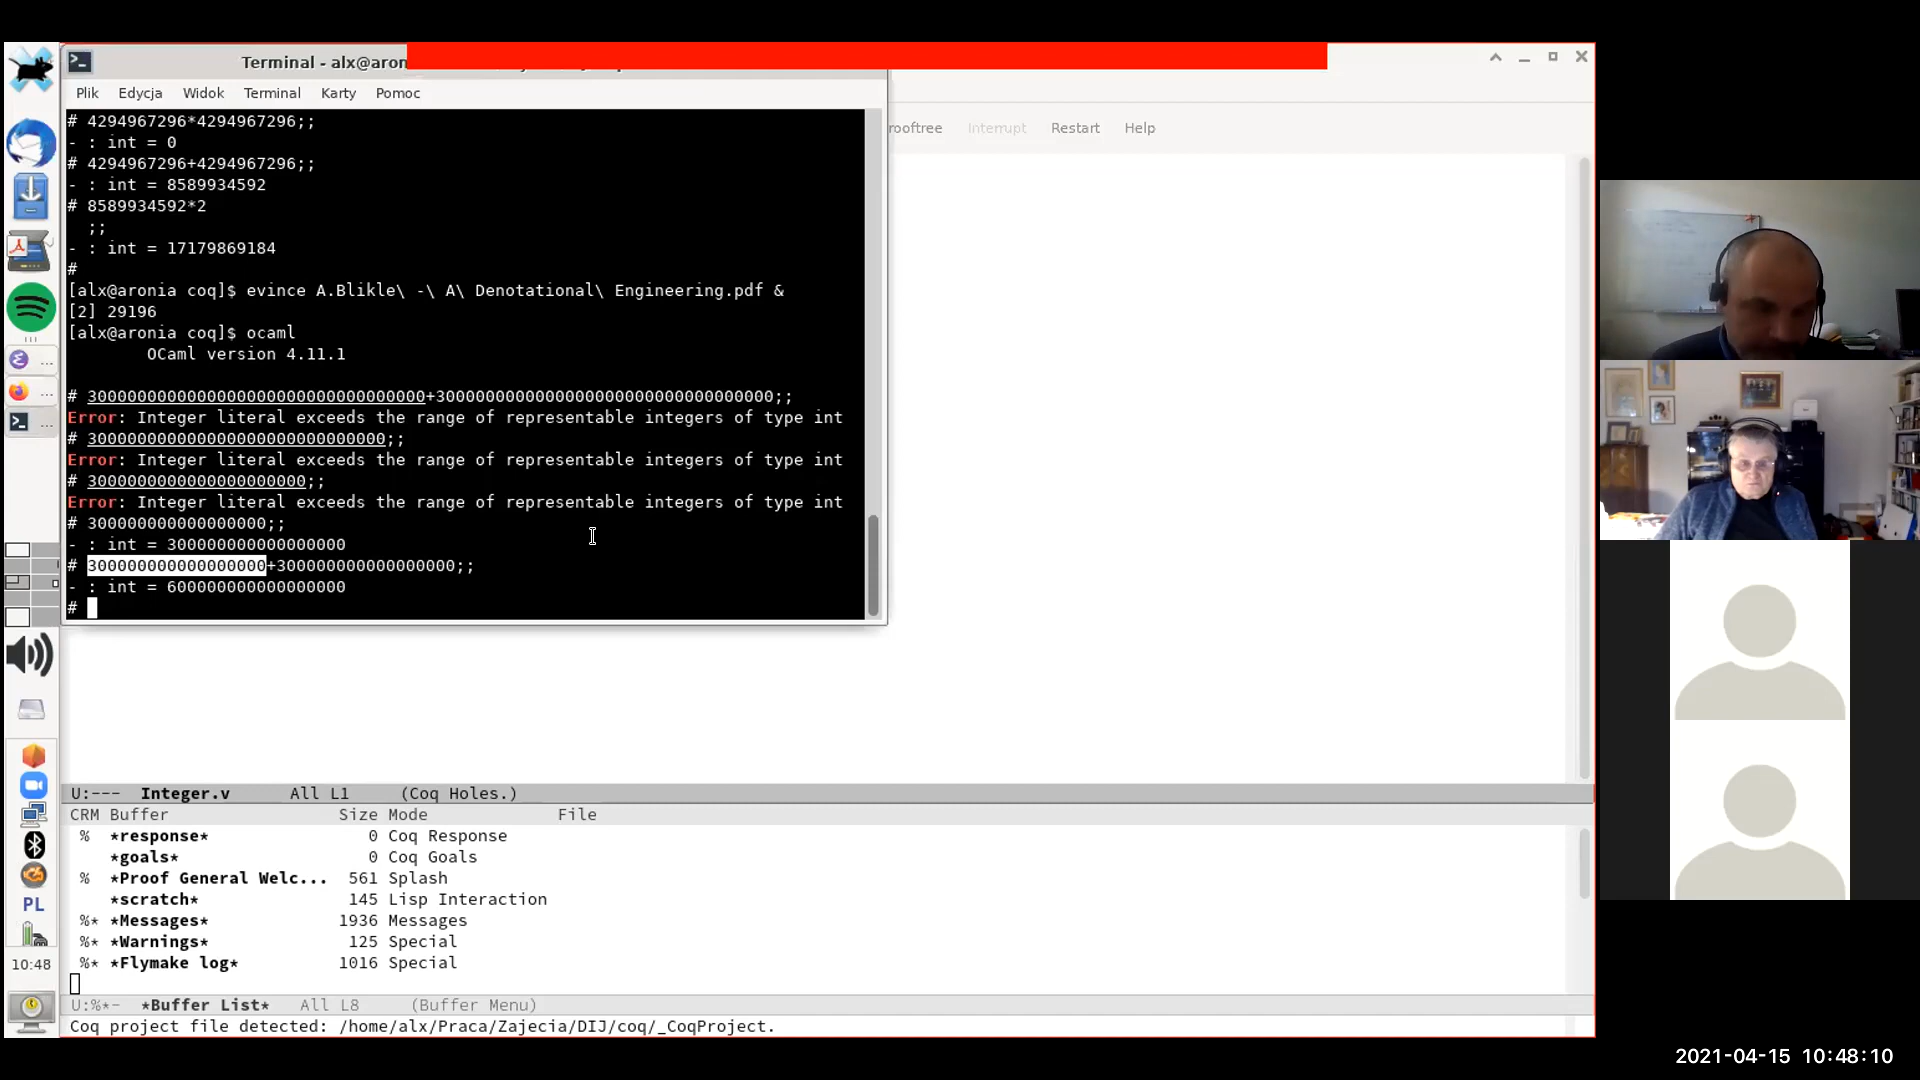 Terminal - alx@aron
Plik Edycja Widok Terminal Karty Pomoc
rooftree Interrupt Restart Help
# 4294967296*4294967296;;
- : int = 0
# 4294967296+4294967296;;
- : int = 8589934592
# 8589934592*2
;;
- : int = 17179869184
#
[alx@aronia coq]$ evince A.Blikle\ -\ A\ Denotational\ Engineering.pdf &
[2] 29196
[alx@aronia coq]$ ocaml
OCaml version 4.11.1
# 3000000000000000000000000000000000+3000000000000000000000000000000000;;
Error: Integer literal exceeds the range of representable integers of type int
# 300000000000000000000000000000;;
Error: Integer literal exceeds the range of representable integers of type int
# 3000000000000000000000;;
Error: Integer literal exceeds the range of representable integers of type int
# 300000000000000000;;
- : int = 300000000000000000
# 300000000000000000+300000000000000000;;
- : int = 600000000000000000
#
U:--- Integer.v All L1 (Coq Holes.)
CRM Buffer Size Mode File
% *response* 0 Coq Response
*goals* 0 Coq Goals
% *Proof General Welc... 561 Splash
*scratch* 145 Lisp Interaction
%* *Messages* 1936 Messages
%* *Warnings* 125 Special
%* *Flymake log* 1016 Special
U:%*- *Buffer List* All L8 (Buffer Menu)
Coq project file detected: /home/alx/Praca/Zajecia/DIJ/coq/_CoqProject.
PL
10:48
2021-04-15 10:48:10